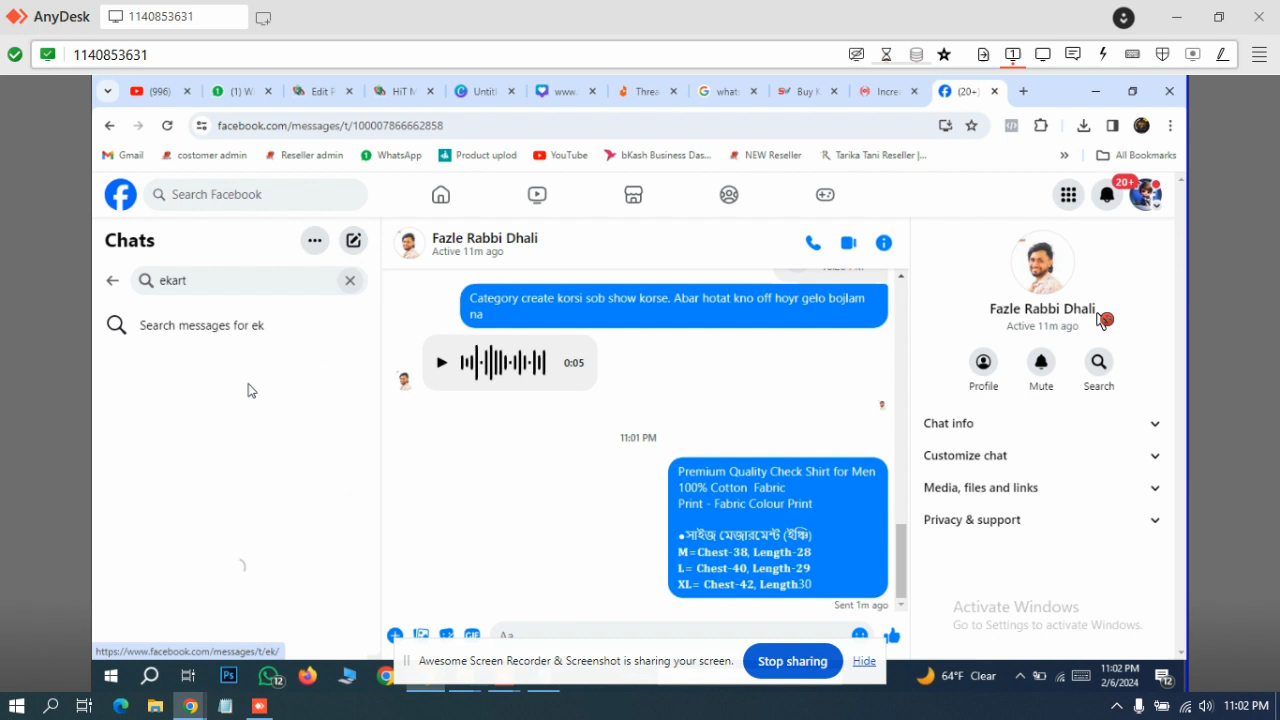 AnyDesk
1140853631
1140853631
(996)
(1) W
Edit F
HiT M
Untiti
www.
Threa
what:
Buy K
Incre
(20+)
facebook.com/messages/t/100007866662858
Gmail
costomer admin
Reseller admin
WhatsApp
Product uplod
YouTube
bKash Business Das...
NEW Reseller
Tarika Tani Reseller |...
»
All Bookmarks
Search Facebook
20+
Chats
ekart
Search messages for ek
Fazle Rabbi Dhali
Active 11m ago
Category create korsi sob show korse. Abar hotat kno off hoyr gelo bojlam
na
0:05
11:01 PM
Premium Quality Check Shirt for Men
100% Cotton Fabric
Print - Fabric Colour Print
●সাইজ মেজারমেন্ট (ইঞ্চি)
M=Chest-38, Length-28
L= Chest-40, Length-29
XL= Chest-42, Length30
Sent 1m ago
Aa
Fazle Rabbi Dhali
Active 11m ago
Profile
Mute
Search
Chat info
Customize chat
Media, files and links
Privacy & support
Activate Windows
Go to Settings to activate Windows.
https://www.facebook.com/messages/t/ek/
Awesome Screen Recorder & Screenshot is sharing your screen.
Stop sharing
Hide
64°F Clear
11:02 PM
2/6/2024
11:02 PM